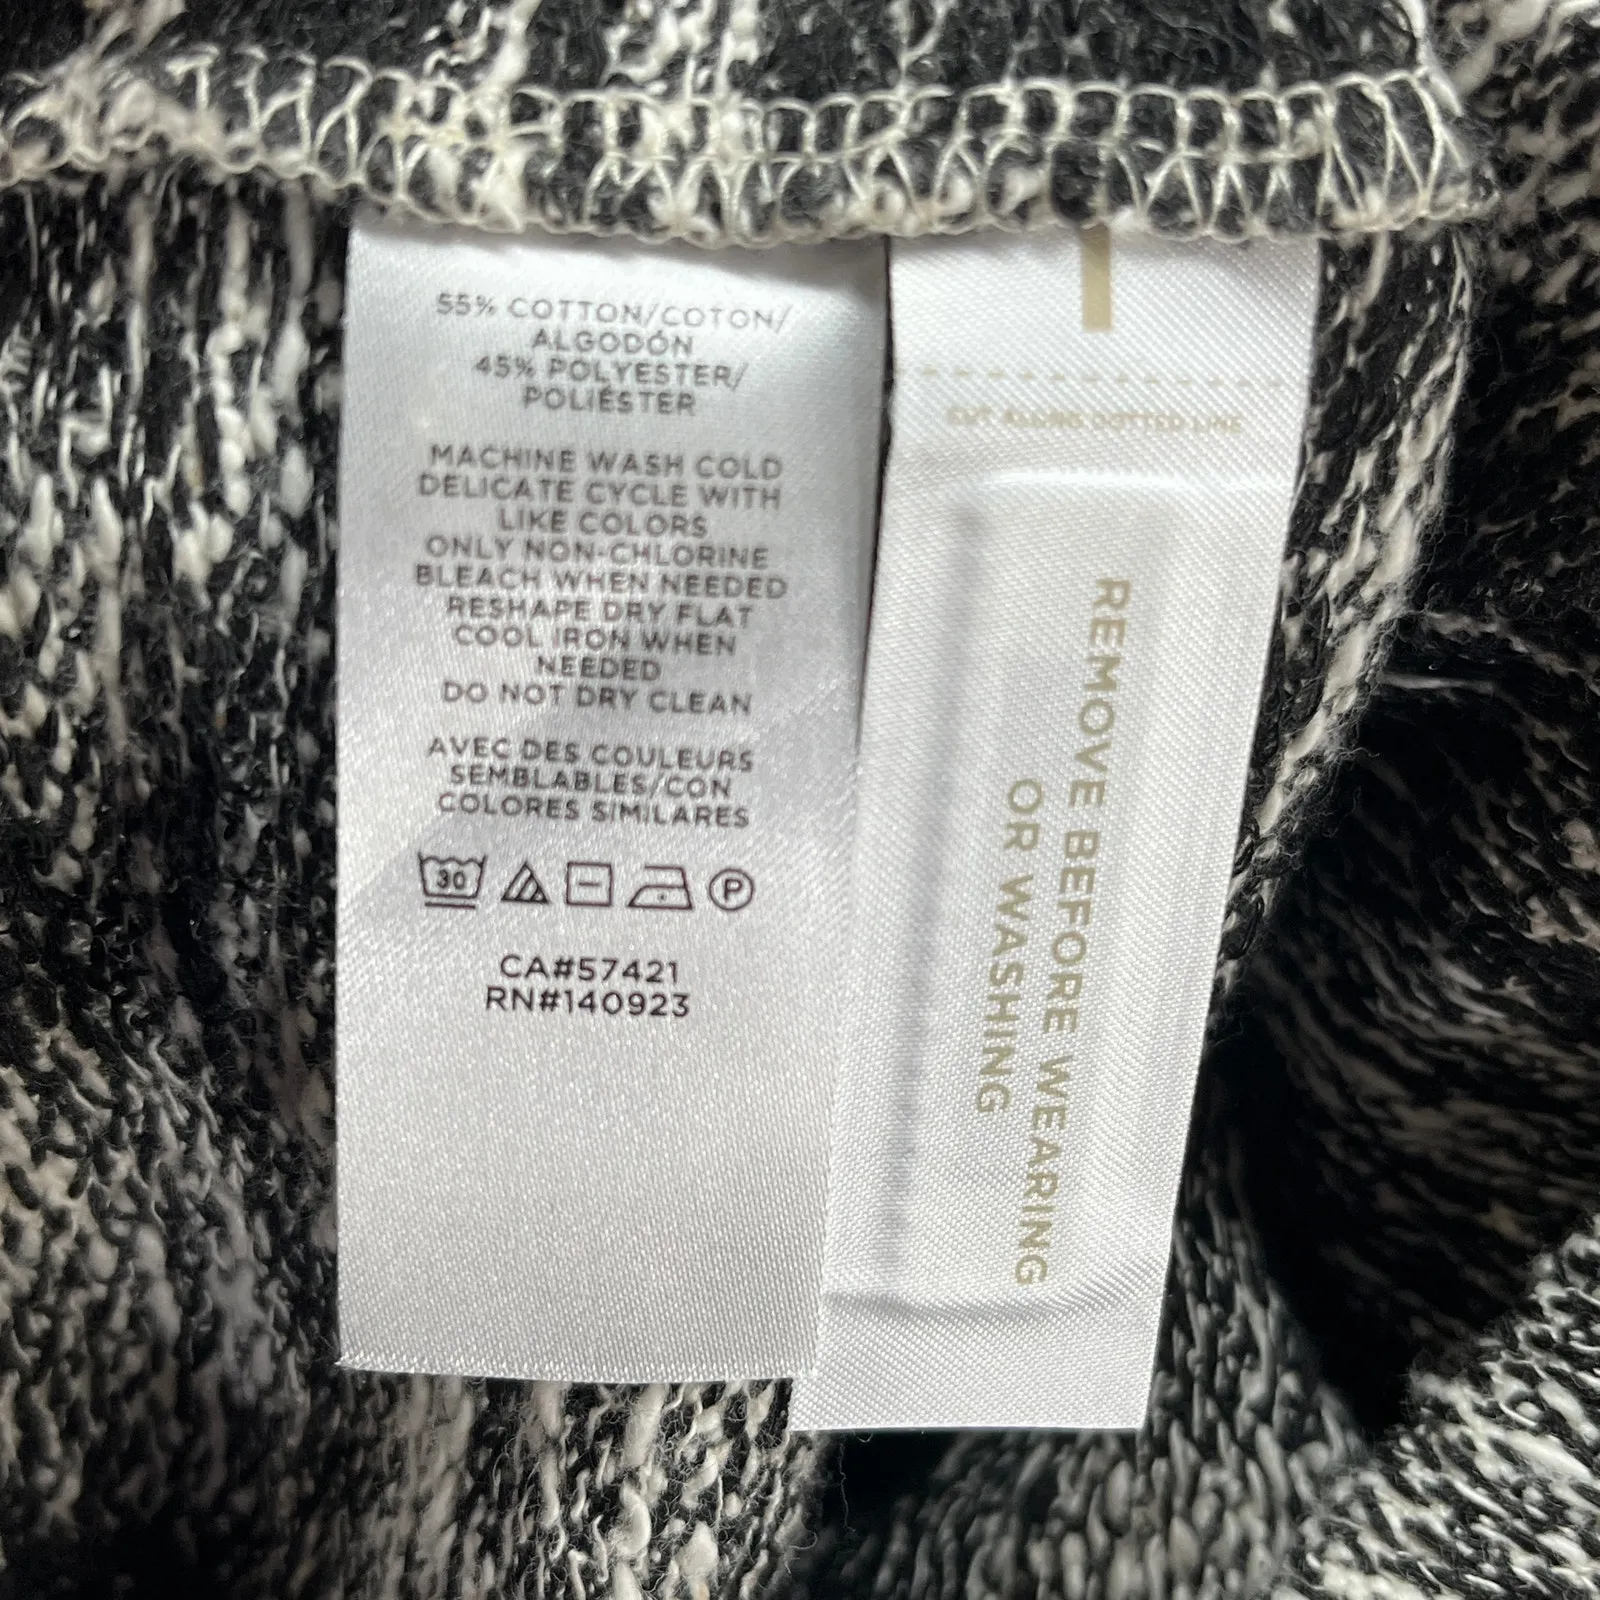 55% COTTON/COTON/
ALGODÓN
45% POLYESTER/
POLIÉSTER
MACHINE WASH COLD
DELICATE CYCLE WITH
LIKE COLORS
ONLY NON-CHLORINE
BLEACH WHEN NEEDED
RESHAPE DRY FLAT
COOL IRON WHEN
NEEDED
DO NOT DRY CLEAN
AVEC DES COULEURS
SEMBLABLES/CON
COLORES SIMILARES
30
P
CA#57421
RN#140923
CUT ALONG DOTTED LINE
REMOVE BEFORE WEARING
OR WASHING